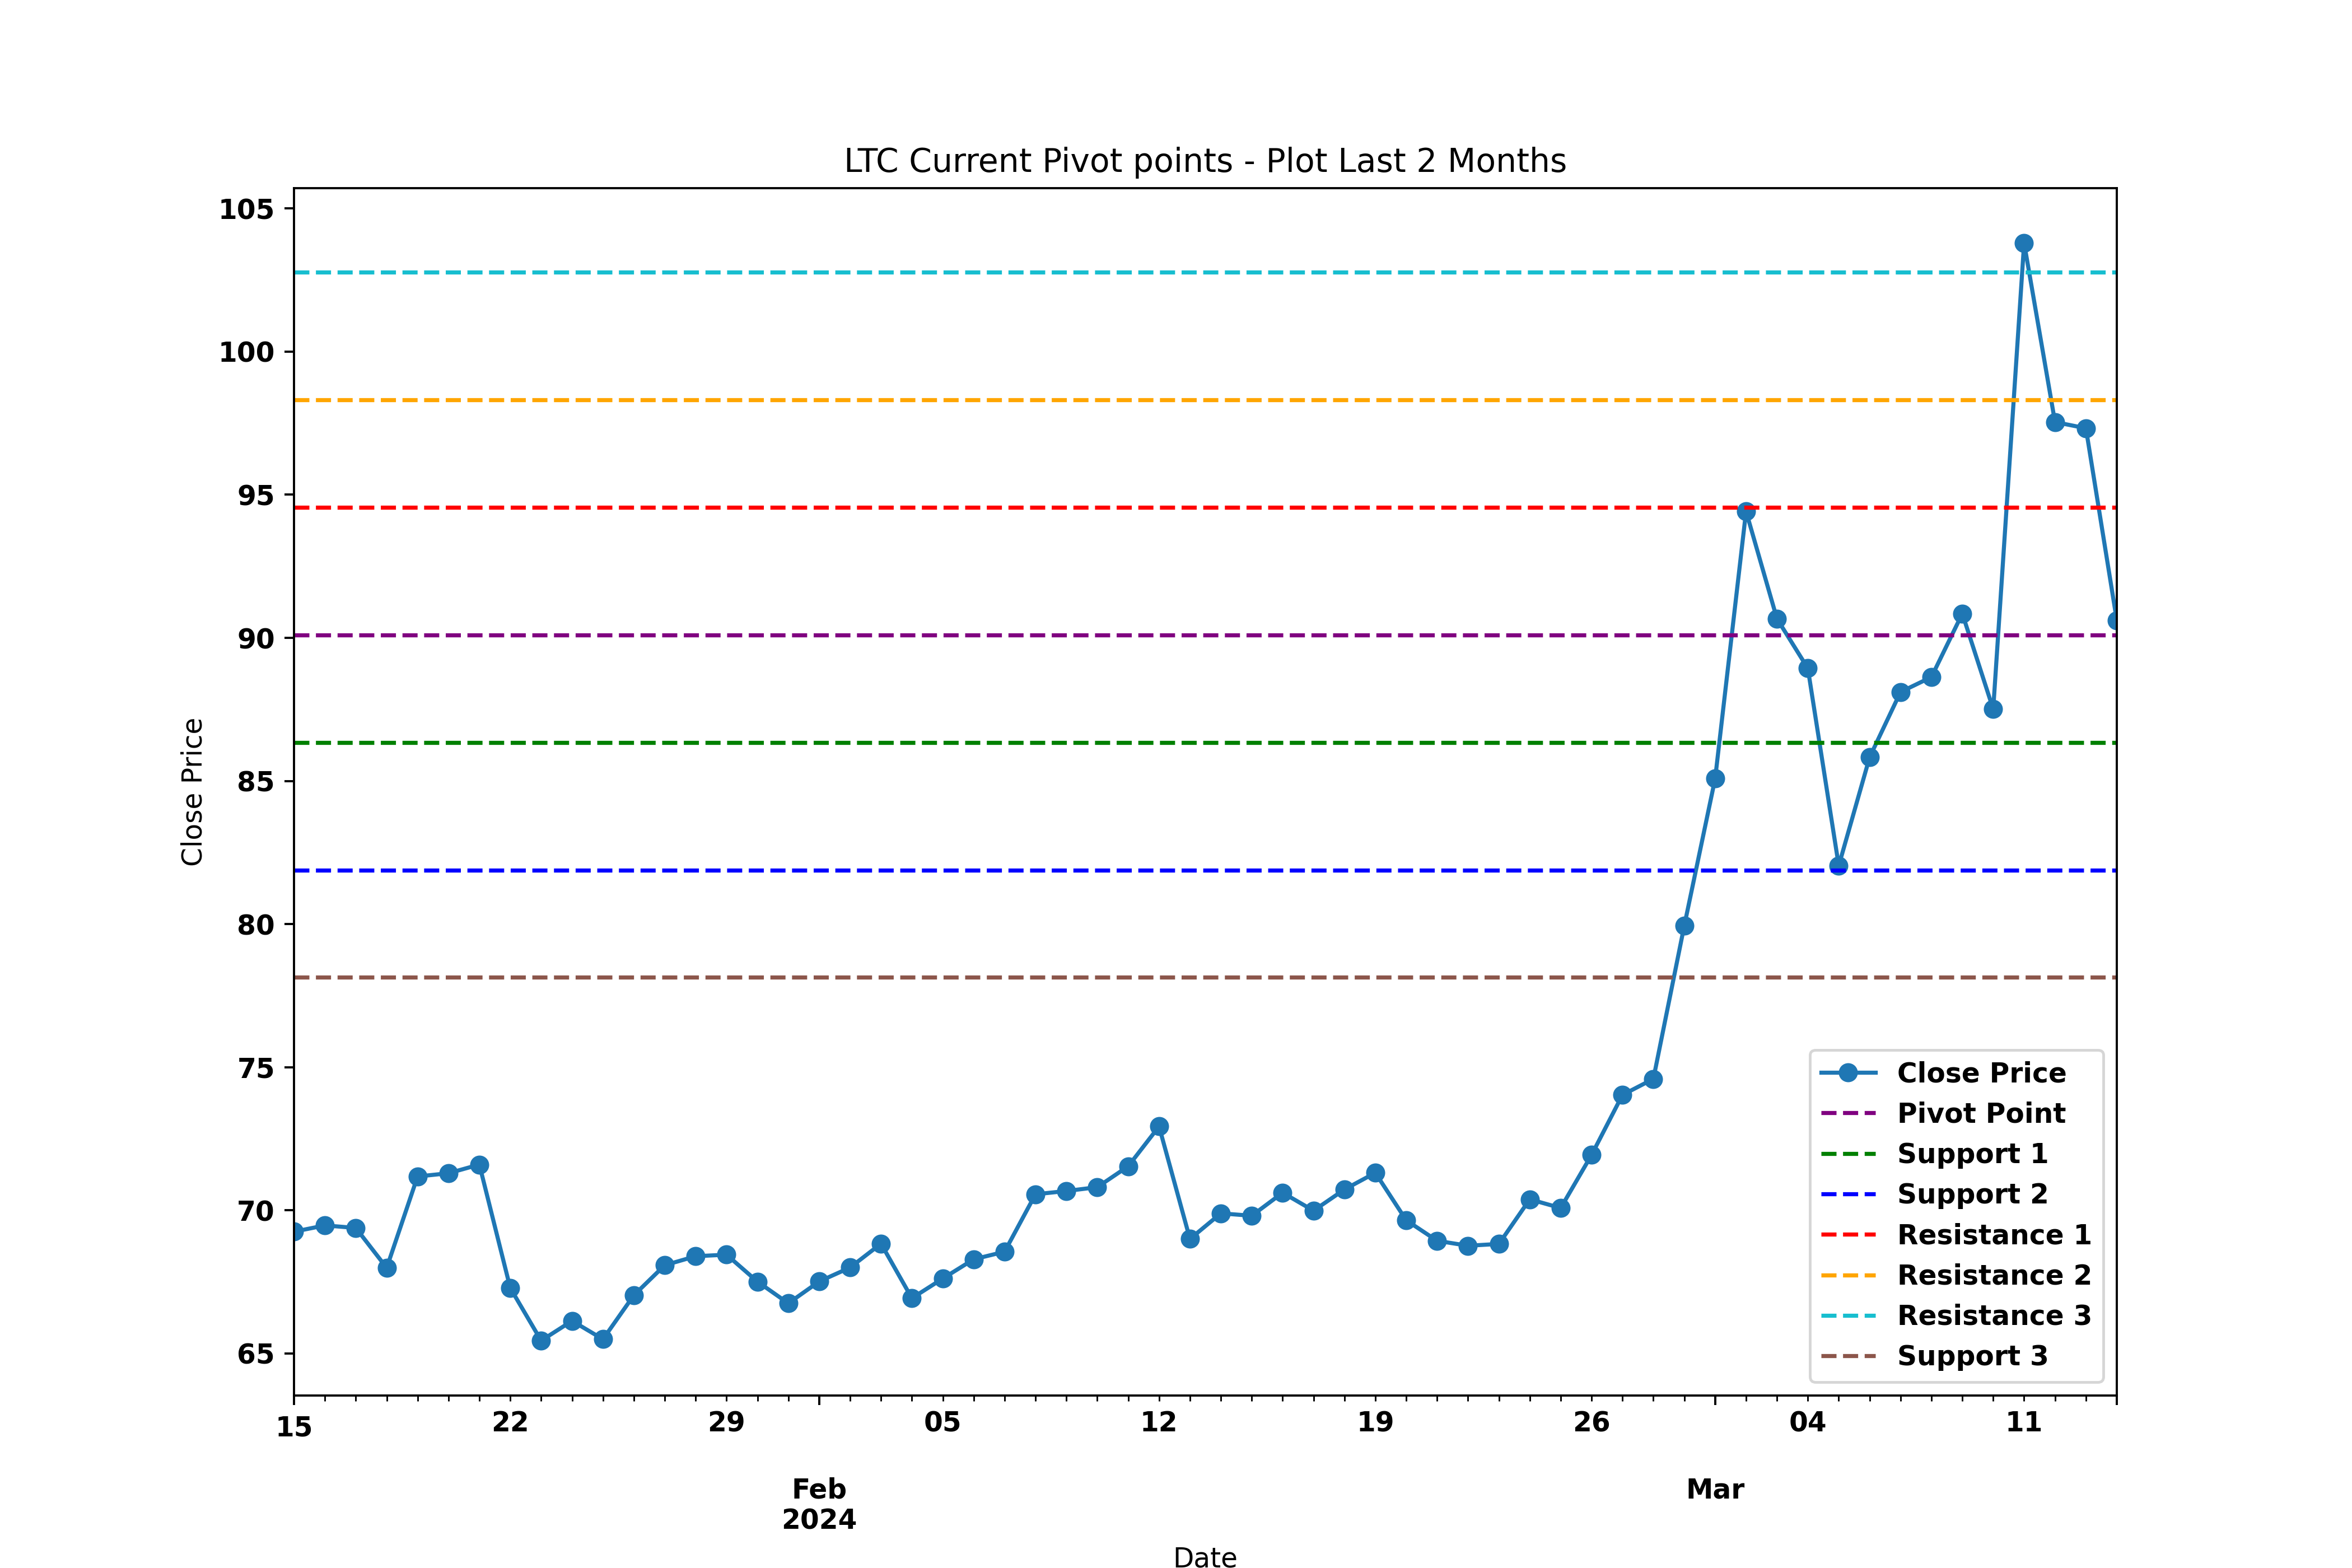 LTC Current Pivot points - Plot Last 2 Months
105
100
95
90
85
80
75
70
65
Close Price
Close Price
Pivot Point
Support 1
Support 2
Resistance 1
Resistance 2
Resistance 3
Support 3
15 22 29 05 12 19 26 04 11
Feb Mar
2024
Date